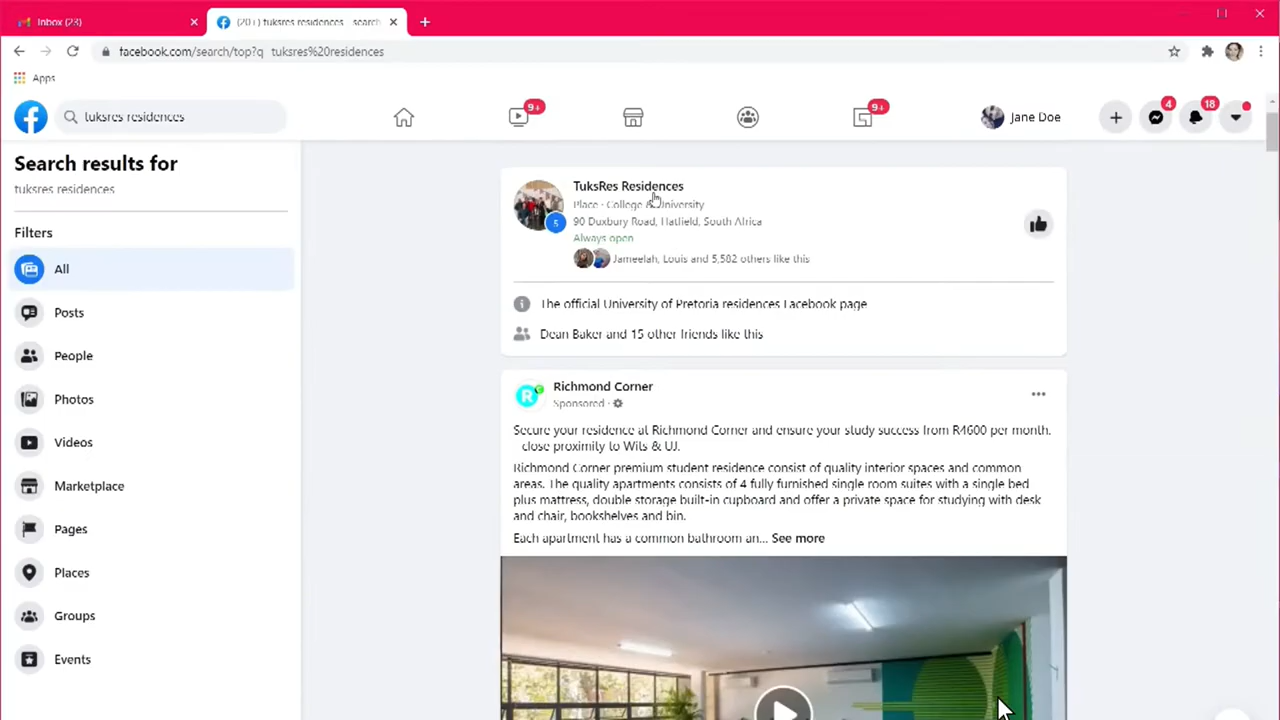 Inbox (23)
(20+) tuksres residences - search
facebook.com/search/top?q tuksres%20residences
Apps
tuksres residences
9+
9+
Jane Doe
4
18
Search results for
tuksres residences
Filters
All
Posts
People
Photos
Videos
Marketplace
Pages
Places
Groups
Events
TuksRes Residences
Place · College & University
90 Duxbury Road, Hatfield, South Africa
Always open
Jameelah, Louis and 5,582 others like this
The official University of Pretoria residences Facebook page
Dean Baker and 15 other friends like this
Richmond Corner
Sponsored ·
Secure your residence at Richmond Corner and ensure your study success from R4600 per month.
close proximity to Wits & UJ.
Richmond Corner premium student residence consist of quality interior spaces and common
areas. The quality apartments consists of 4 fully furnished single room suites with a single bed
plus mattress, double storage built-in cupboard and offer a private space for studying with desk
and chair, bookshelves and bin.
Each apartment has a common bathroom an... See more